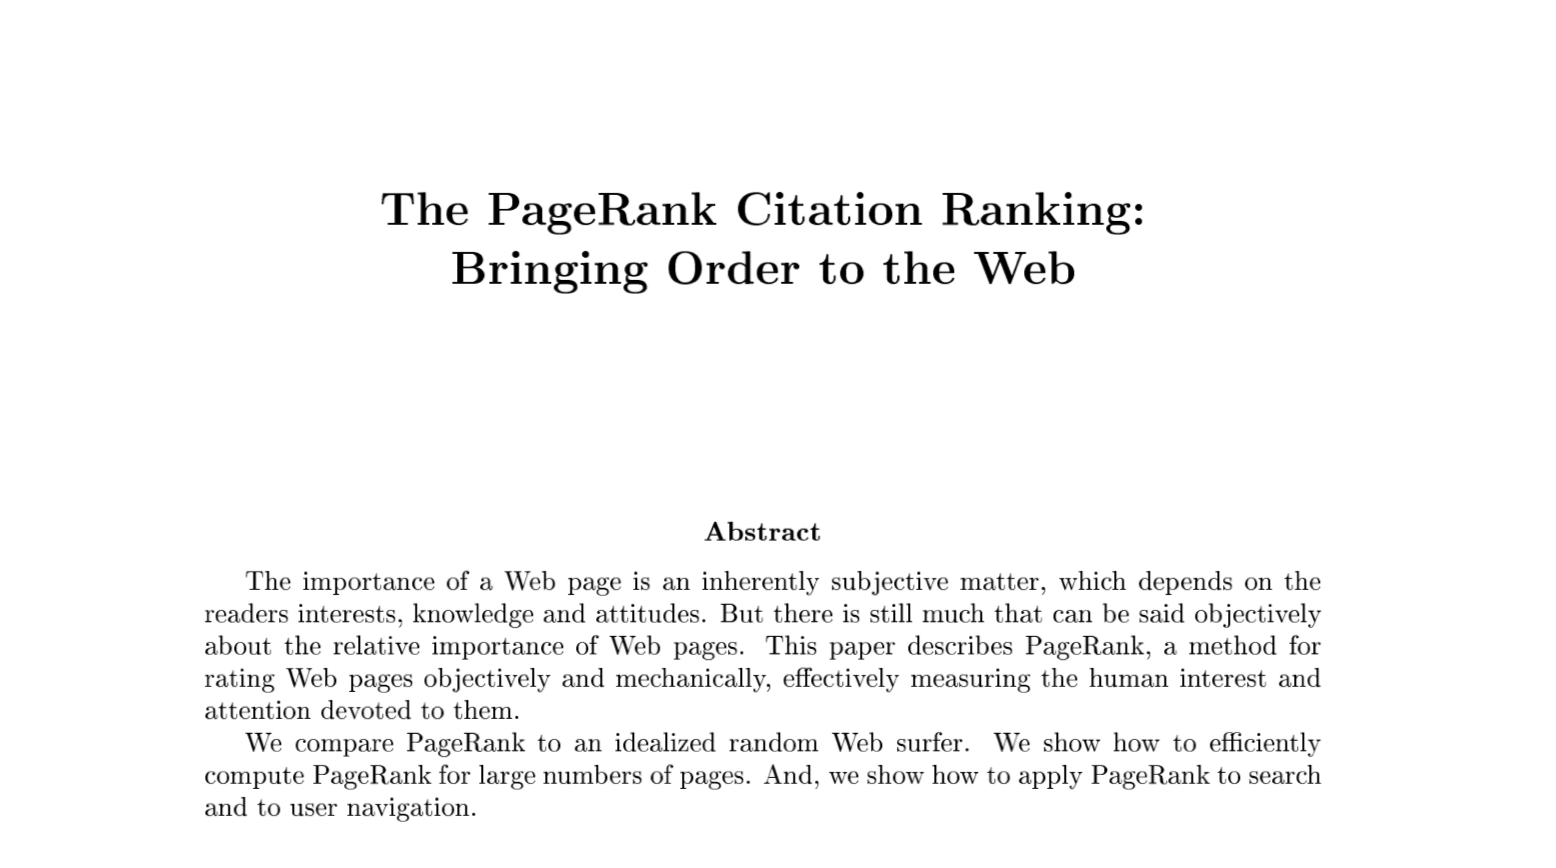 The PageRank Citation Ranking:
Bringing Order to the Web
Abstract
The importance of a Web page is an inherently subjective matter, which depends on the
readers interests, knowledge and attitudes. But there is still much that can be said objectively
about the relative importance of Web pages. This paper describes PageRank, a method for
rating Web pages objectively and mechanically, effectively measuring the human interest and
attention devoted to them.
We compare PageRank to an idealized random Web surfer. We show how to efficiently
compute PageRank for large numbers of pages. And, we show how to apply PageRank to search
and to user navigation.